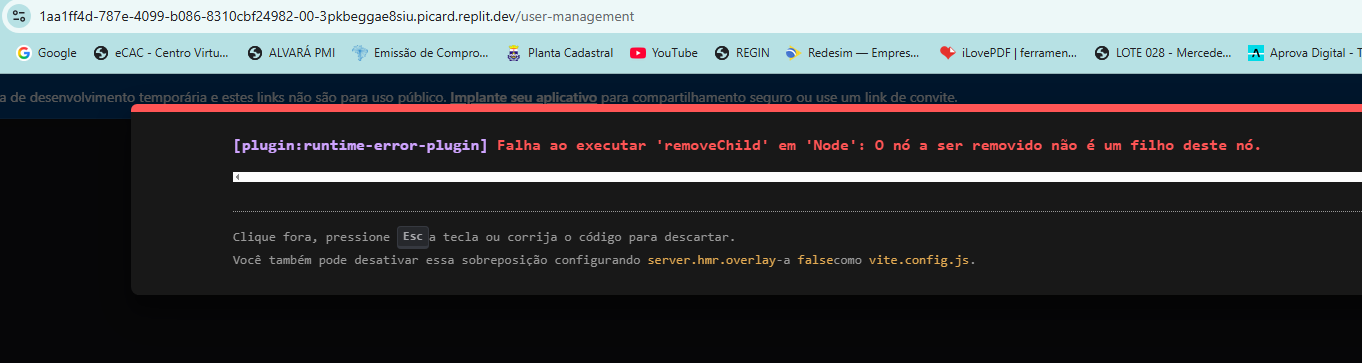 1aa1ff4d-787e-4099-b086-8310cbf24982-00-3pkbeggae8siu.picard.replit.dev/user-management
Google eCAC - Centro Virtu... ALVARÁ PMI Emissão de Compro... Planta Cadastral YouTube REGIN Redesim — Empres... iLovePDF | ferramen... LOTE 028 - Mercede... Aprova Digital - T
a de desenvolvimento temporária e estes links não são para uso público. Implante seu aplicativo para compartilhamento seguro ou use um link de convite.
[plugin:runtime-error-plugin] Falha ao executar 'removeChild' em 'Node': O nó a ser removido não é um filho deste nó.
Clique fora, pressione Esc a tecla ou corrija o código para descartar.
Você também pode desativar essa sobreposição configurando server.hmr.overlay-a falsecomo vite.config.js.